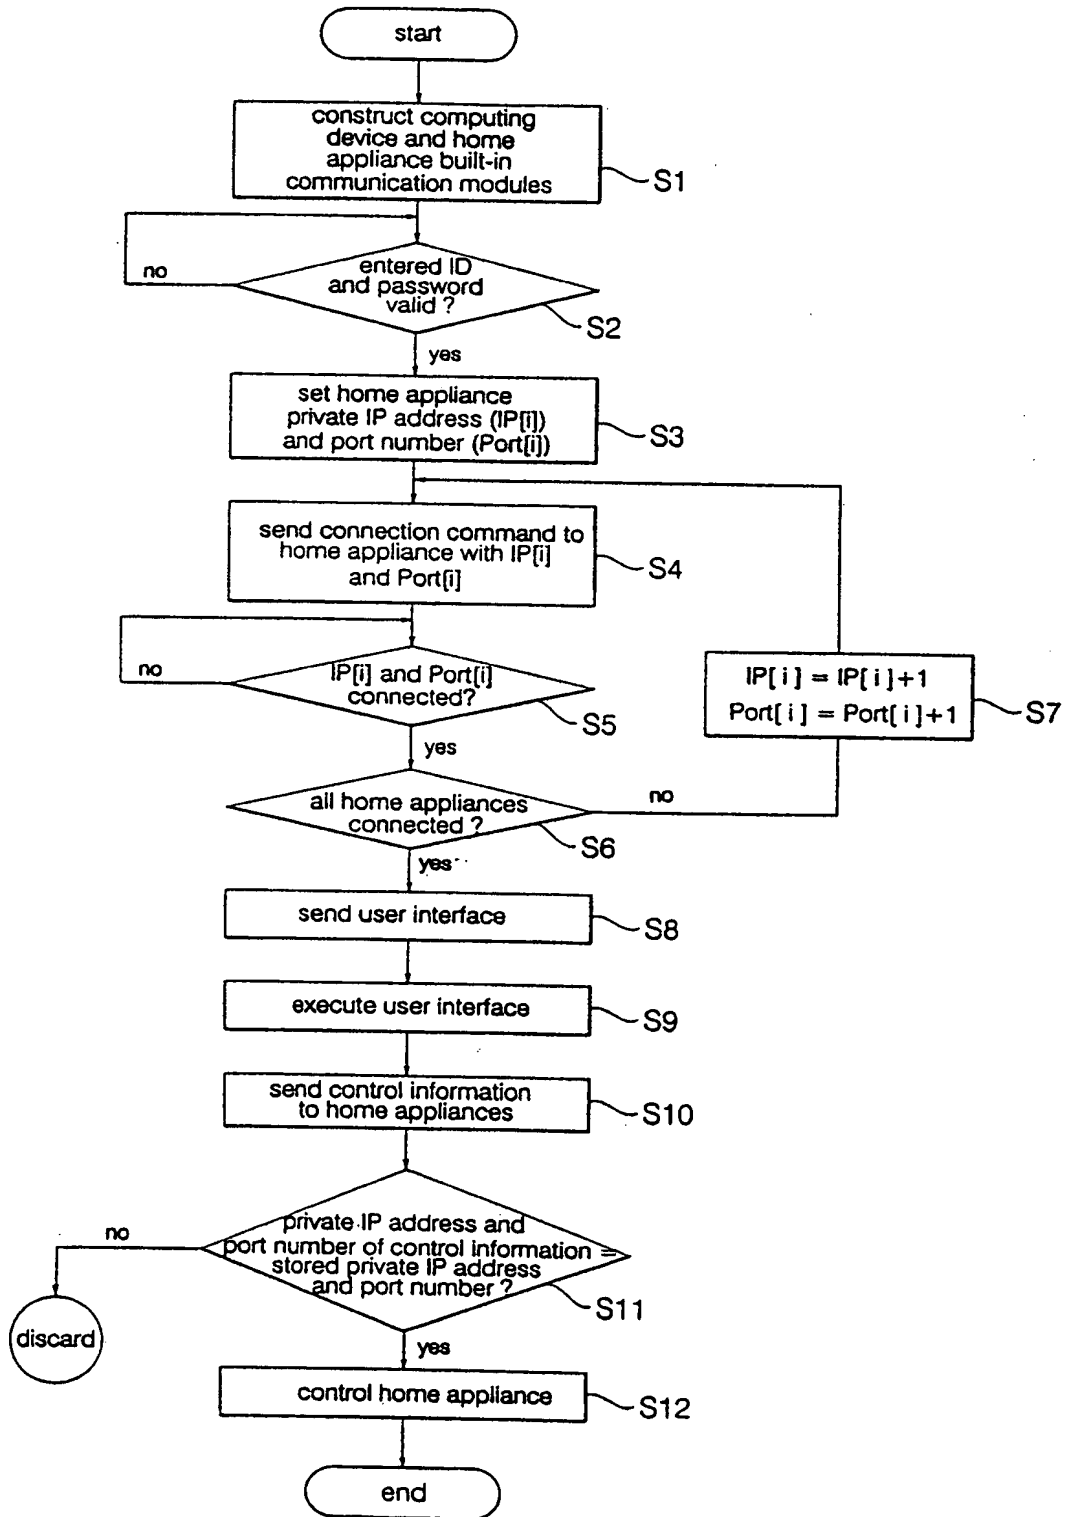 start
construct computing
device and home
appliance built-in
communication modules
S1
no
entered ID
and password
valid ?
S2
yes
set home appliance
private IP address (IP[i])
and port number (Port[i])
S3
send connection command to
home appliance with IP[i]
and Port[i]
S4
no
IP[i] and Port[i]
connected?
S5
IP[ i ] = IP[ i ]+1
Port[ i ] = Port[ i ]+1
S7
yes
all home appliances
connected ?
no
S6
yes
send user interface
S8
execute user interface
S9
send control information
to home appliances
S10
no
private IP address and
port number of control information =
stored private IP address
and port number ?
S11
discard
yes
control home appliance
S12
end